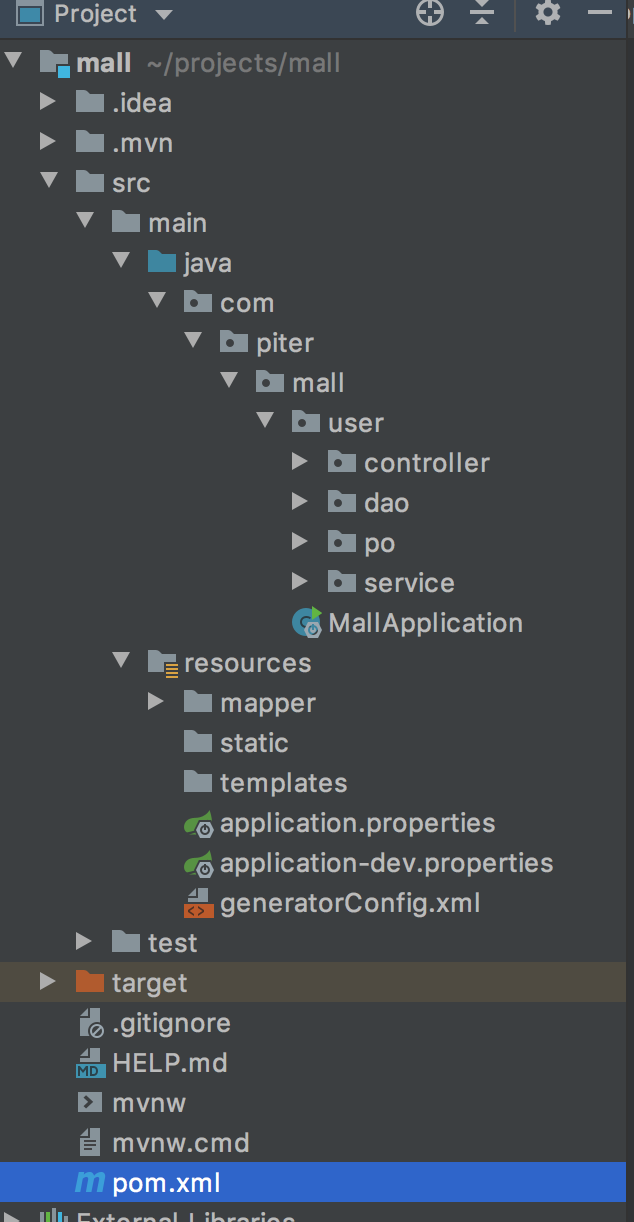 Project
mall ~/projects/mall
.idea
.mvn
src
main
java
com
piter
mall
user
controller
dao
po
service
MallApplication
resources
mapper
static
templates
application.properties
application-dev.properties
generatorConfig.xml
test
target
.gitignore
HELP.md
mvnw
mvnw.cmd
pom.xml
External Libraries